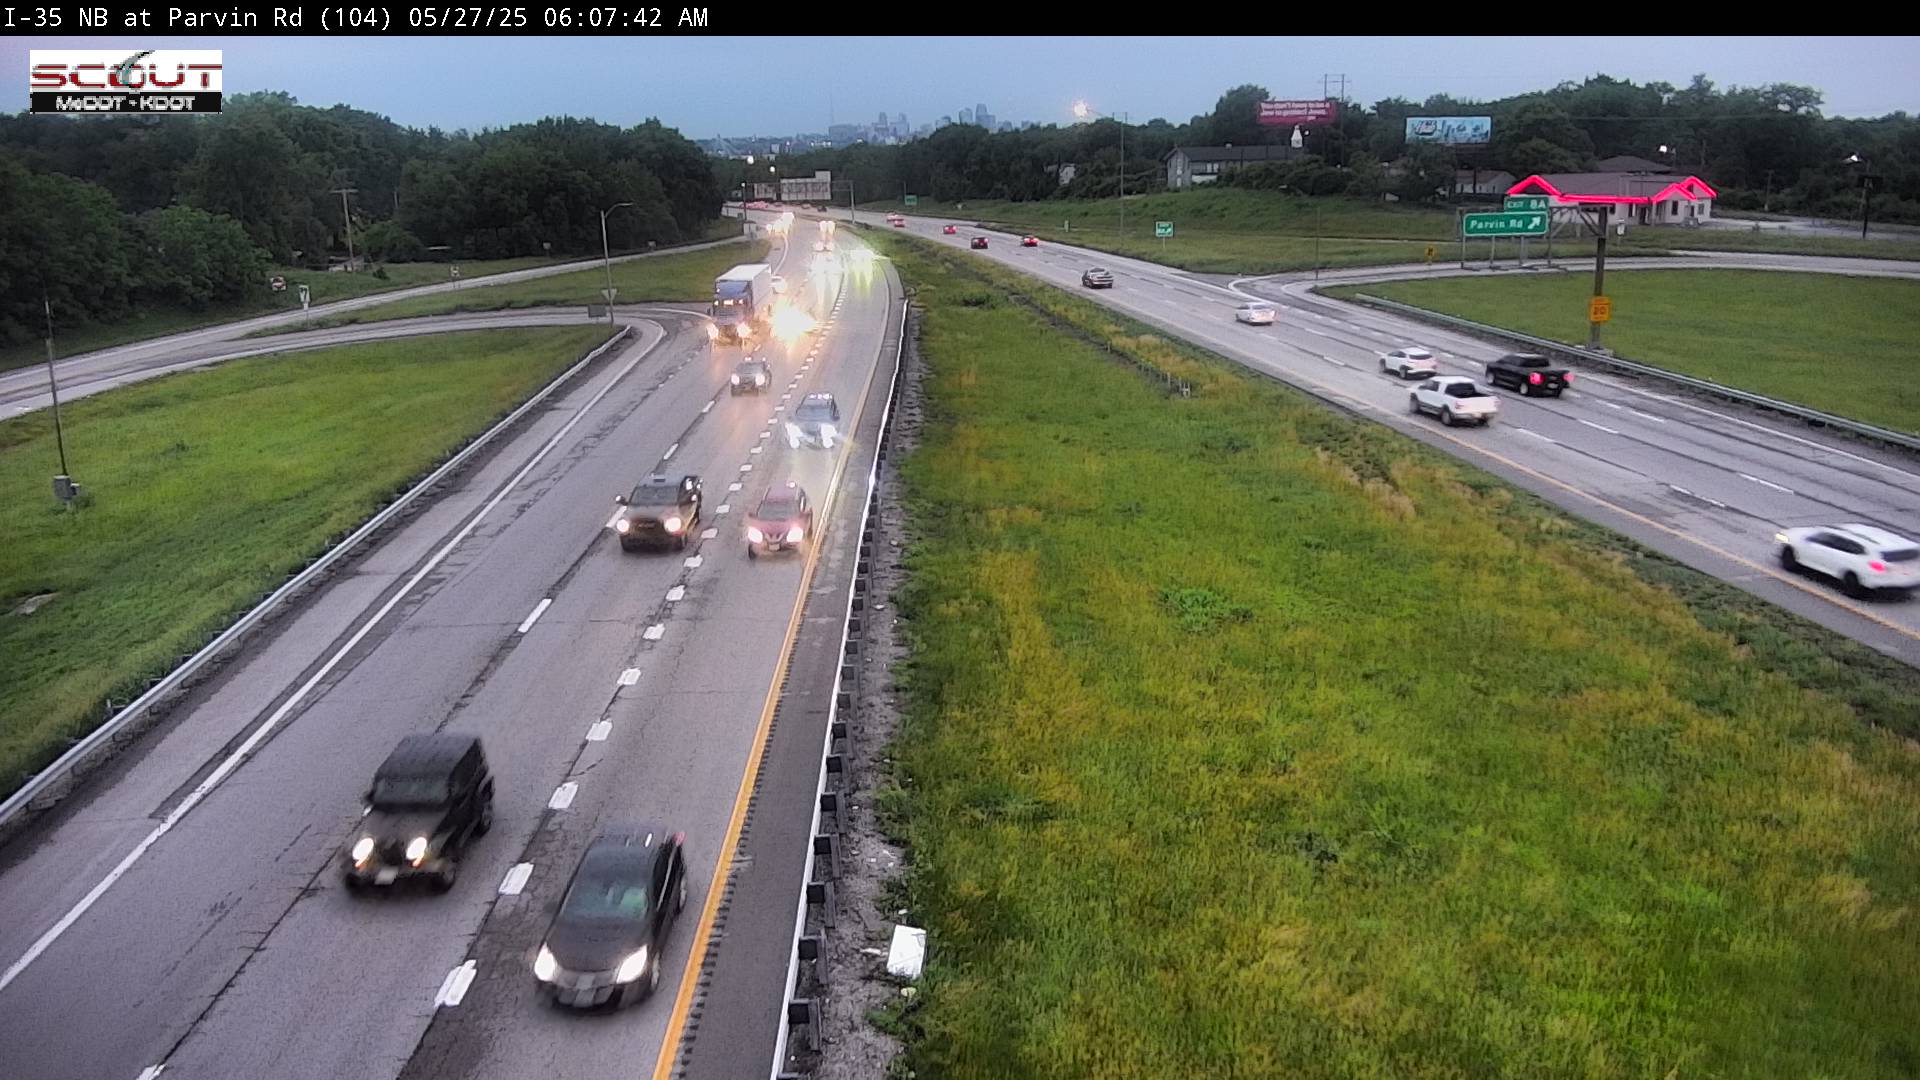 I-35 NB at Parvin Rd (104) 05/27/25 06:07:42 AM
SCOUT
MoDOT - KDOT
EXIT 8A
Parvin Rd
20